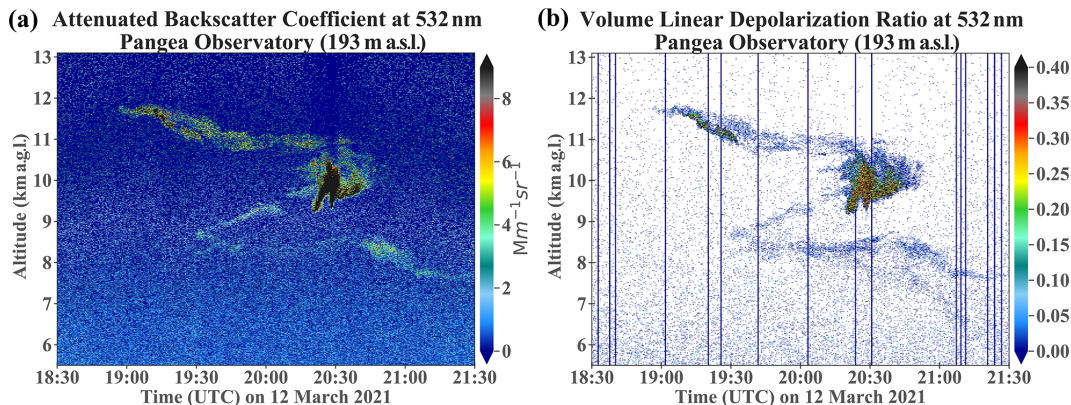 (a) Attenuated Backscatter Coefficient at 532 nm
Pangea Observatory (193 m a.s.l.)
13
12
11
10
9
8
7
6
Altitude (km a.g.l.)
18:30 19:00 19:30 20:00 20:30 21:00 21:30
Time (UTC) on 12 March 2021
8
6
4
2
0
Mm⁻¹sr⁻¹
(b) Volume Linear Depolarization Ratio at 532 nm
Pangea Observatory (193 m a.s.l.)
13
12
11
10
9
8
7
6
Altitude (km a.g.l.)
18:30 19:00 19:30 20:00 20:30 21:00 21:30
Time (UTC) on 12 March 2021
0.40
0.35
0.30
0.25
0.20
0.15
0.10
0.05
0.00